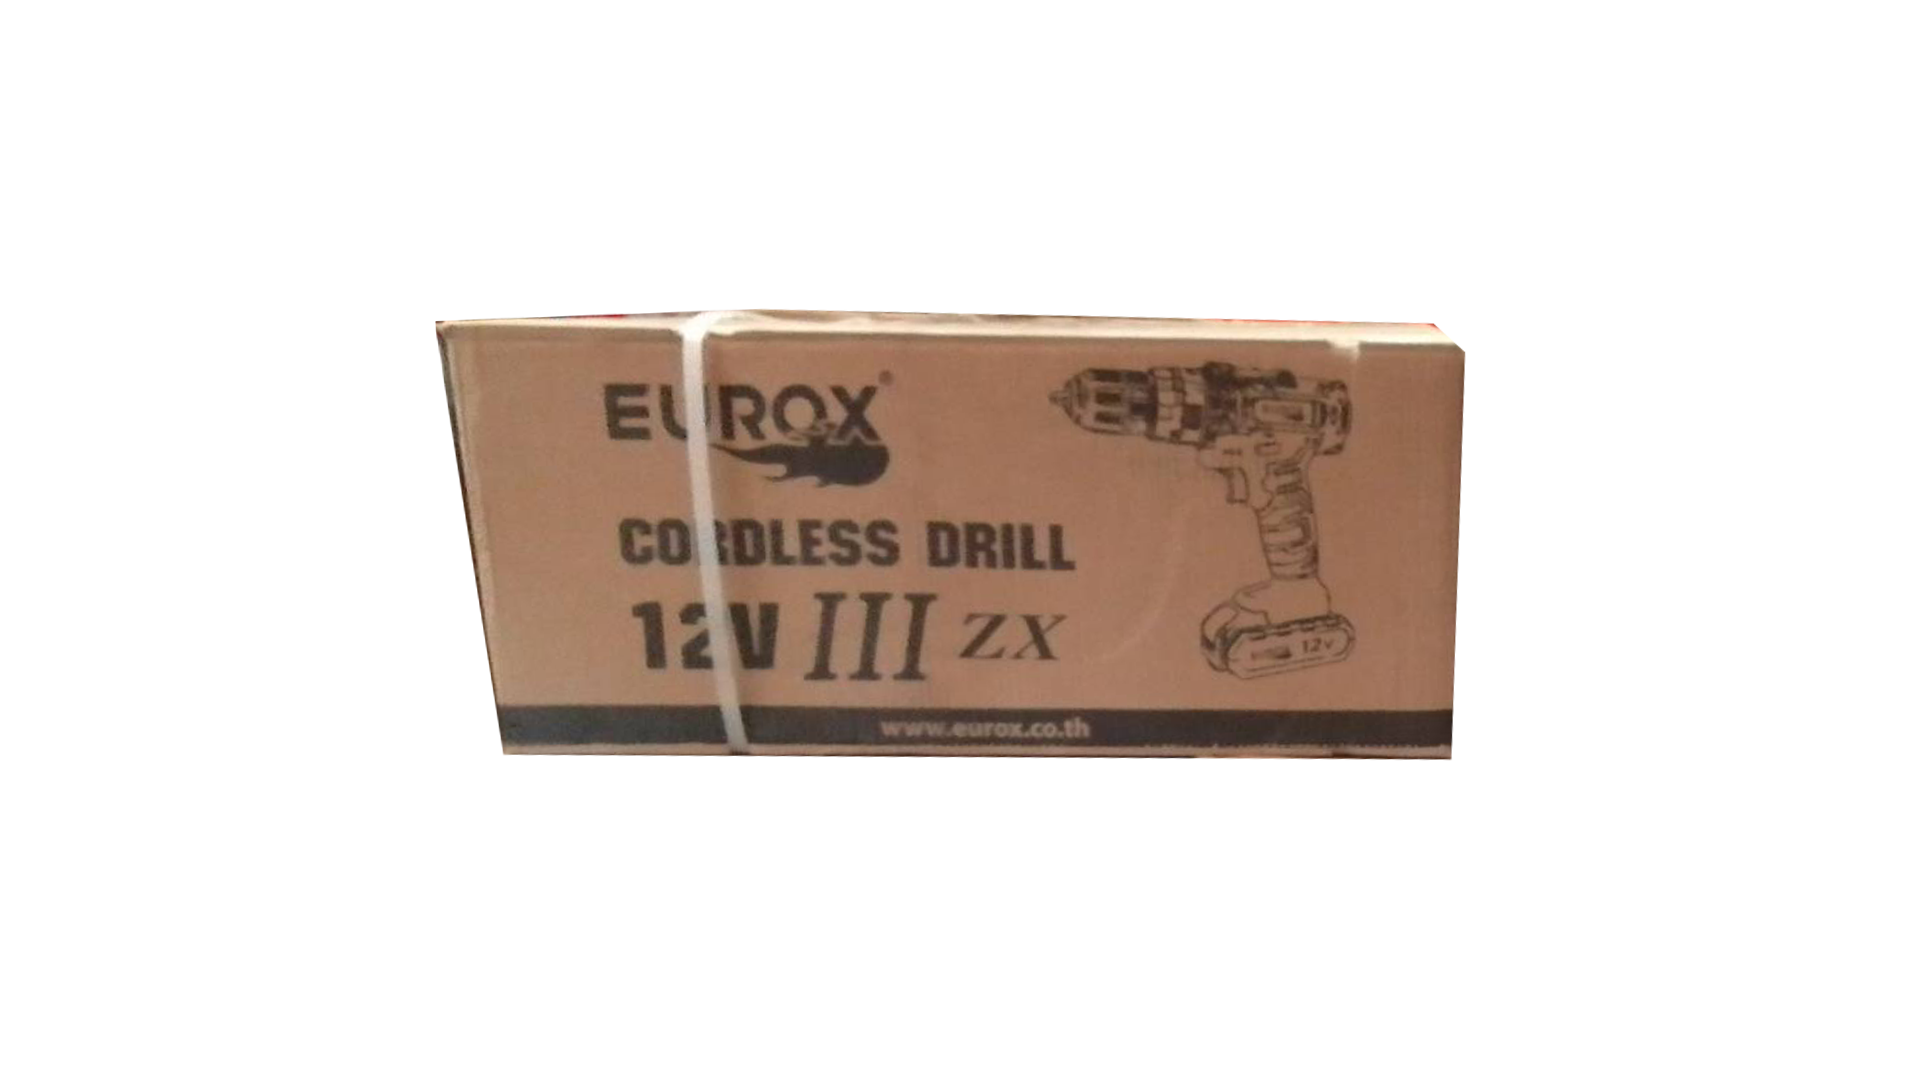 EUROX®
CORDLESS DRILL
12V III ZX
12V
www.eurox.co.th